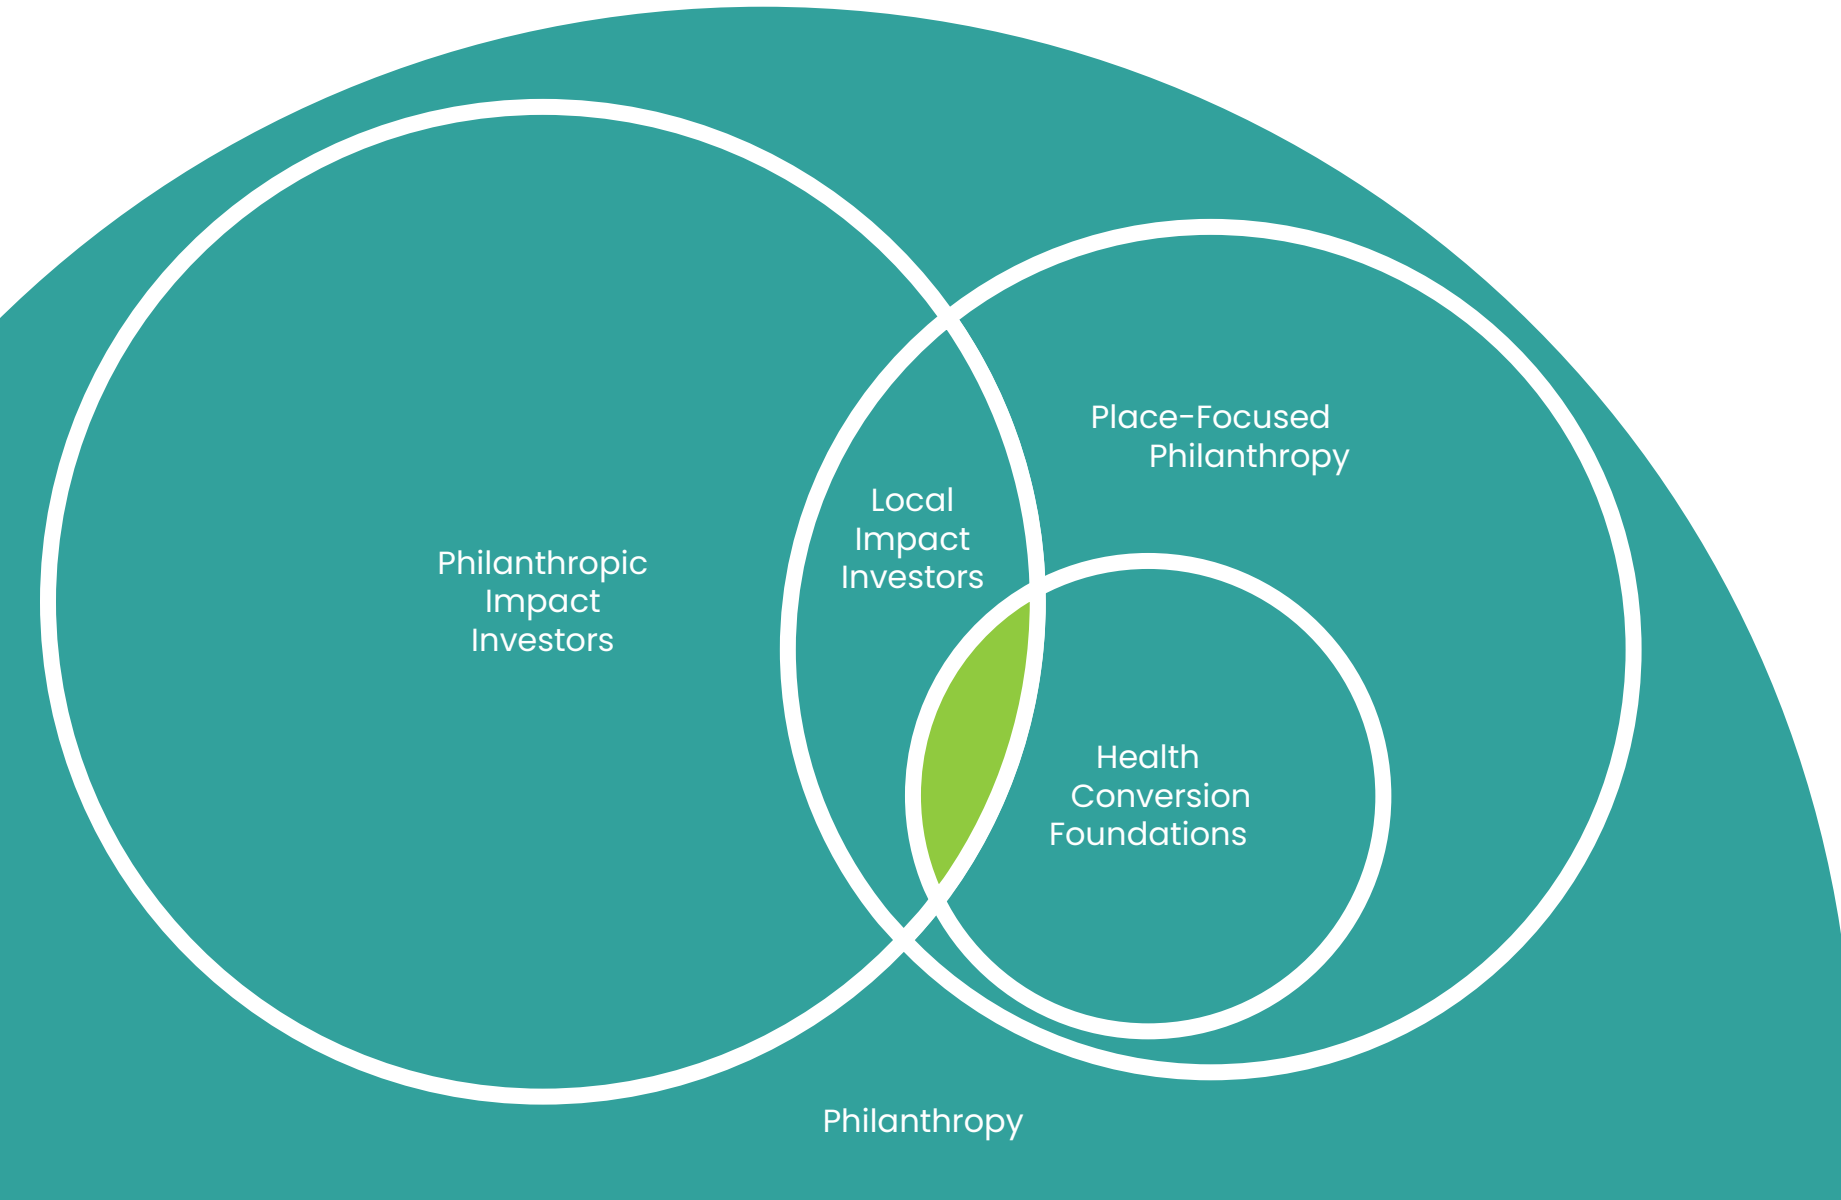 Philanthropic
Impact
Investors
Local
Impact
Investors
Place-Focused
Philanthropy
Health
Conversion
Foundations
Philanthropy